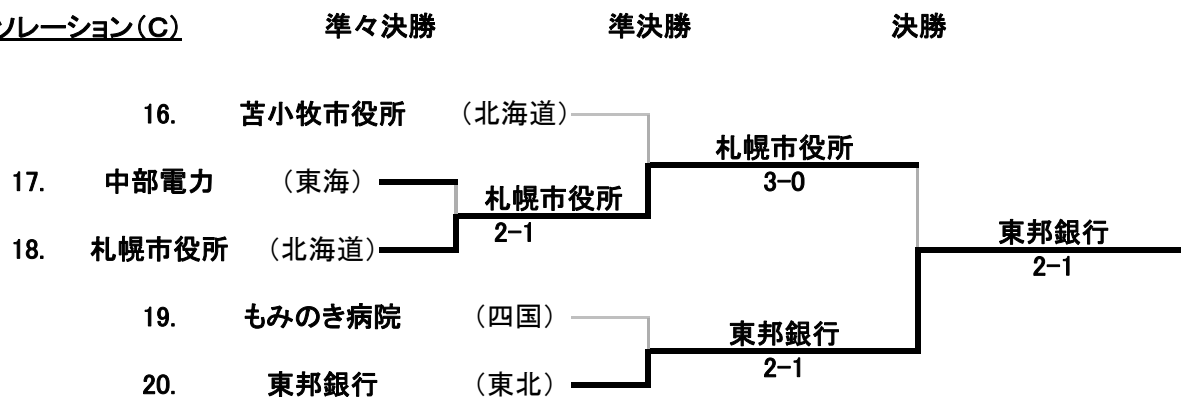 ソレーション(C) 準々決勝 準決勝 決勝
16. 苫小牧市役所 (北海道)
札幌市役所
3-0
17. 中部電力 (東海)
札幌市役所
2-1
東邦銀行
2-1
18. 札幌市役所 (北海道)
19. もみのき病院 (四国)
東邦銀行
2-1
20. 東邦銀行 (東北)